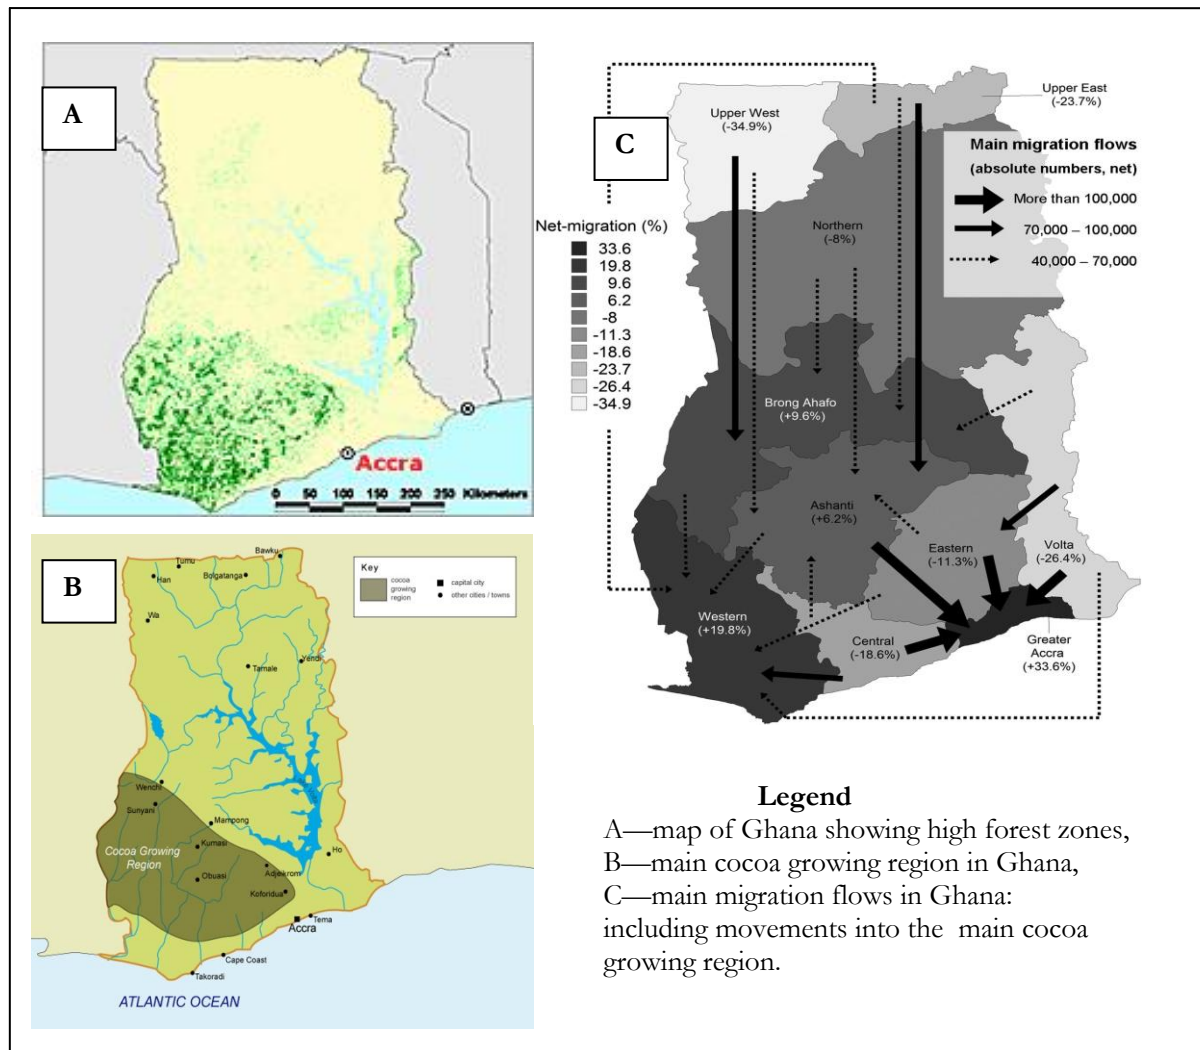 A
Accra
0 50 100 150 200 250 Kilometers
B
Bawku
Tumu
Han
Bolgatanga
Wa
Tamale
Yendi
Wenchi
Sunyani
Mampong
Cocoa Growing
Region
Kumasi
Obuasi
Ho
Adjeikrom
Koforidua
Tema
Accra
Cape Coast
Takoradi
ATLANTIC OCEAN
Key
cocoa
growing
region
capital city
other cities / towns
C
Upper West
(-34.9%)
Upper East
(-23.7%)
Main migration flows
(absolute numbers, net)
More than 100,000
70,000 – 100,000
40,000 – 70,000
Net-migration (%)
33.6
19.8
9.6
6.2
-8
-11.3
-18.6
-23.7
-26.4
-34.9
Northern
(-8%)
Brong Ahafo
(+9.6%)
Ashanti
(+6.2%)
Eastern
(-11.3%)
Volta
(-26.4%)
Western
(+19.8%)
Central
(-18.6%)
Greater
Accra
(+33.6%)
Legend
A—map of Ghana showing high forest zones,
B—main cocoa growing region in Ghana,
C—main migration flows in Ghana:
including movements into the main cocoa
growing region.